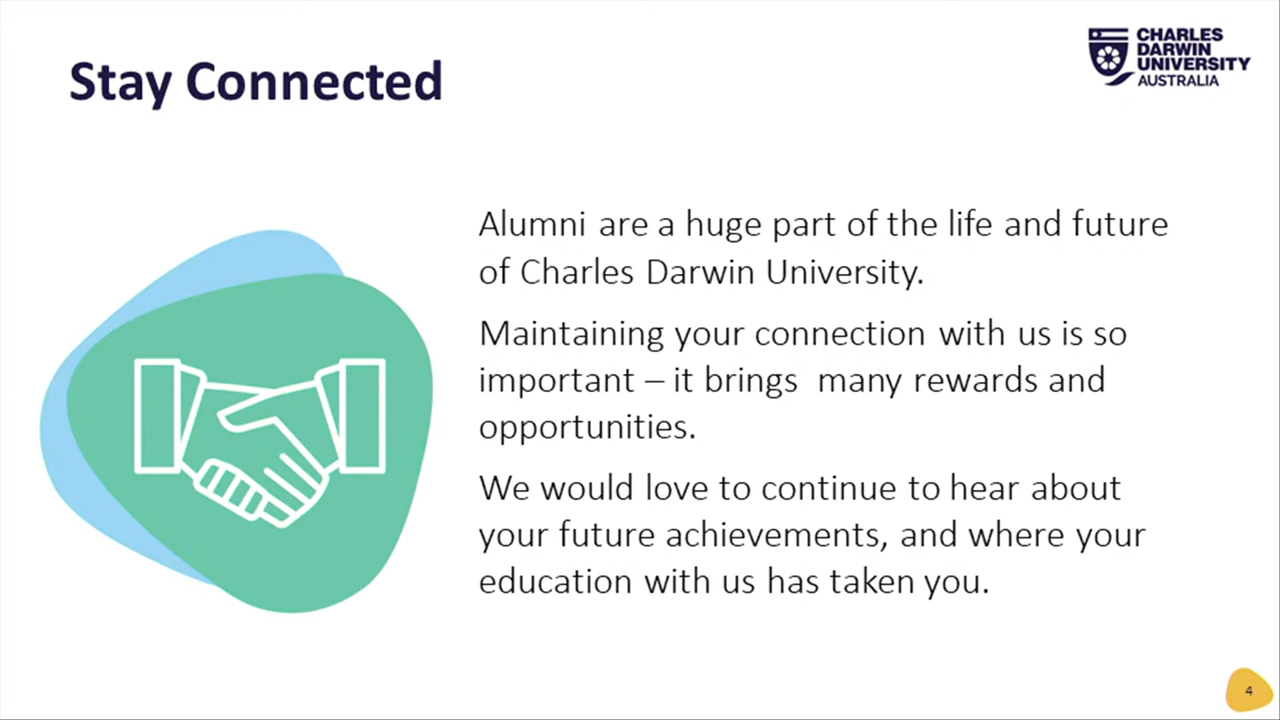 Stay Connected
CHARLES
DARWIN
UNIVERSITY
AUSTRALIA
Alumni are a huge part of the life and future
of Charles Darwin University.
Maintaining your connection with us is so
important – it brings  many rewards and
opportunities.
We would love to continue to hear about
your future achievements, and where your
education with us has taken you.
4